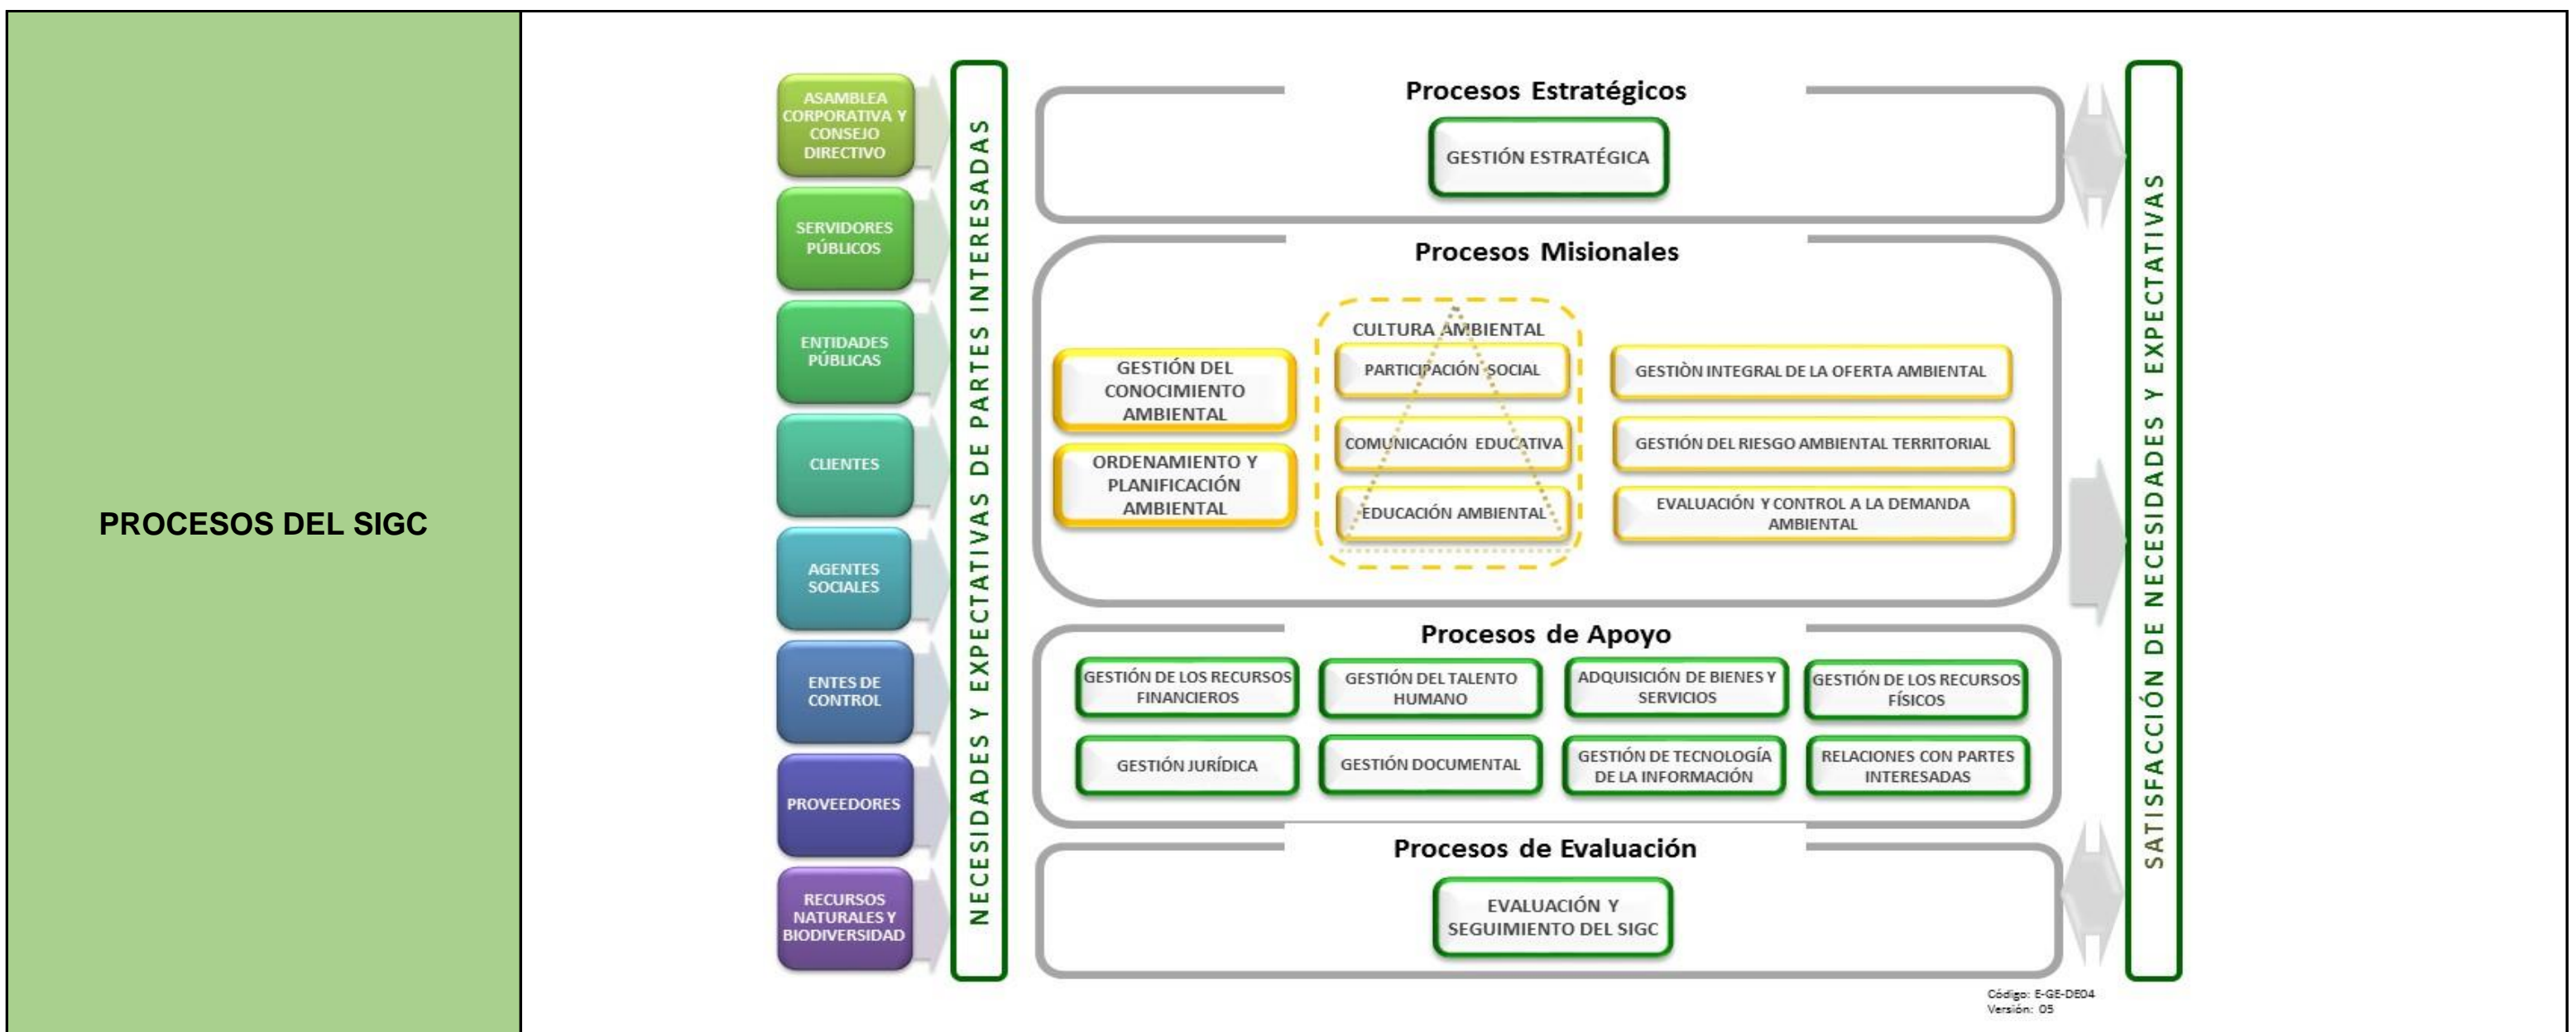 PROCESOS DEL SIGC
ASAMBLEA
CORPORATIVA Y
CONSEJO
DIRECTIVO
SERVIDORES
PÚBLICOS
ENTIDADES
PÚBLICAS
CLIENTES
AGENTES
SOCIALES
ENTES DE
CONTROL
PROVEEDORES
RECURSOS
NATURALES Y
BIODIVERSIDAD
NECESIDADES Y EXPECTATIVAS DE PARTES INTERESADAS
Procesos Estratégicos
GESTIÓN ESTRATÉGICA
Procesos Misionales
GESTIÓN DEL
CONOCIMIENTO
AMBIENTAL
ORDENAMIENTO Y
PLANIFICACIÓN
AMBIENTAL
CULTURA AMBIENTAL
PARTICIPACIÓN SOCIAL
COMUNICACIÓN EDUCATIVA
EDUCACIÓN AMBIENTAL
GESTIÒN INTEGRAL DE LA OFERTA AMBIENTAL
GESTIÓN DEL RIESGO AMBIENTAL TERRITORIAL
EVALUACIÓN Y CONTROL A LA DEMANDA
AMBIENTAL
Procesos de Apoyo
GESTIÓN DE LOS RECURSOS
FINANCIEROS
GESTIÓN DEL TALENTO
HUMANO
ADQUISICIÓN DE BIENES Y
SERVICIOS
GESTIÓN DE LOS RECURSOS
FÍSICOS
GESTIÓN JURÍDICA
GESTIÓN DOCUMENTAL
GESTIÓN DE TECNOLOGÍA
DE LA INFORMACIÓN
RELACIONES CON PARTES
INTERESADAS
Procesos de Evaluación
EVALUACIÓN Y
SEGUIMIENTO DEL SIGC
SATISFACCIÓN DE NECESIDADES Y EXPECTATIVAS
Código: E-GE-DE04
Versión: 05